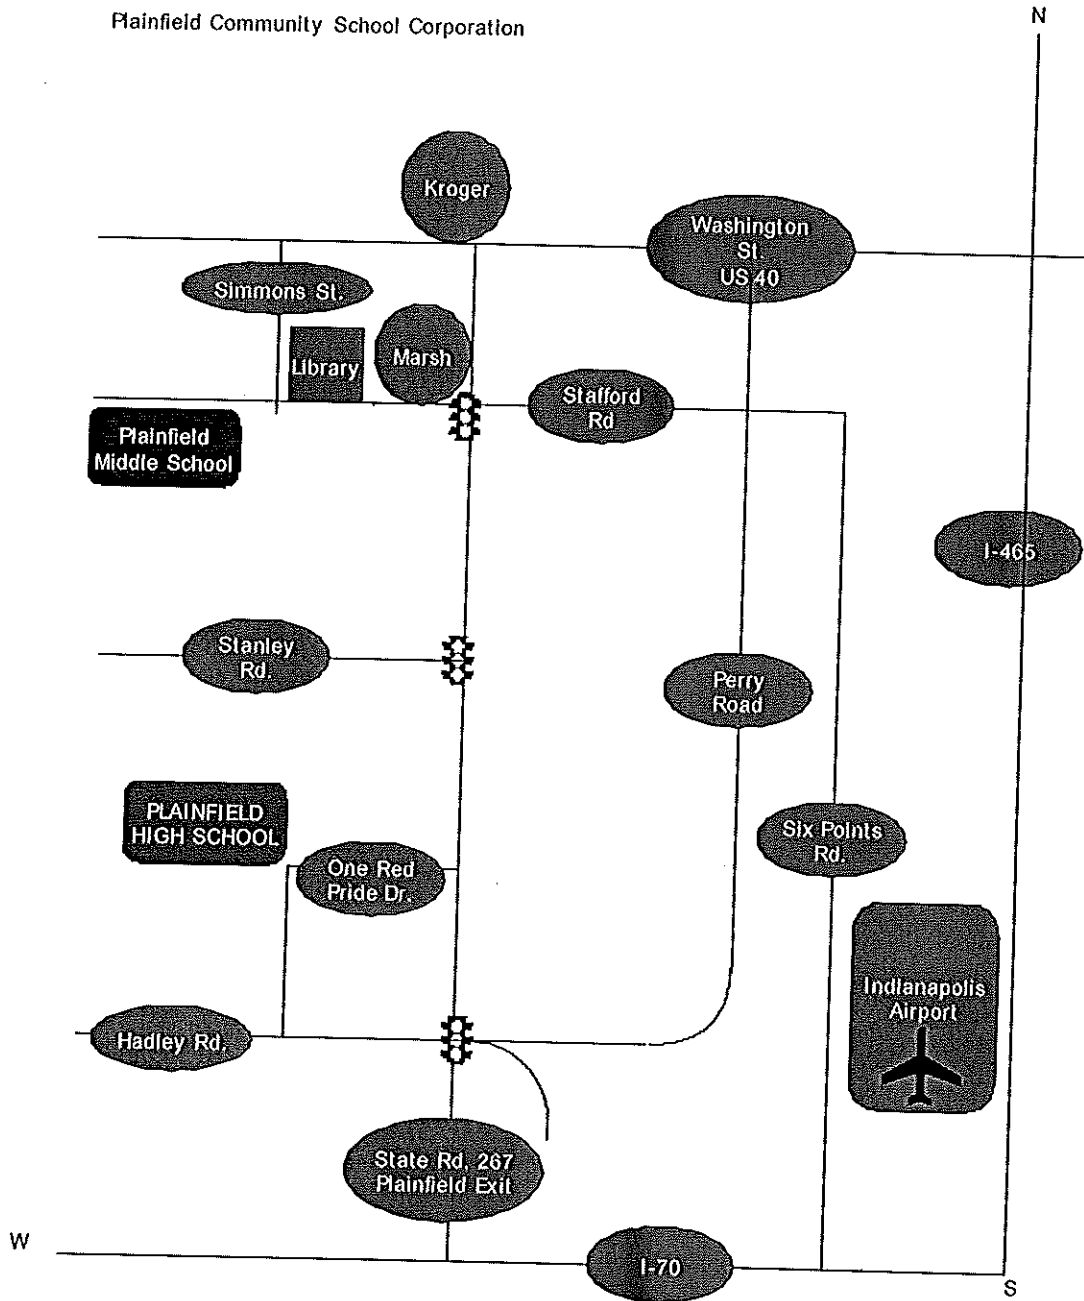 Plainfield Community School Corporation
N
Kroger
Washington
St.
US 40
Simmons St.
Library
Marsh
Stafford
Rd
Plainfield
Middle School
I-465
Stanley
Rd.
Perry
Road
PLAINFIELD
HIGH SCHOOL
Six Points
Rd.
One Red
Pride Dr.
Indianapolis
Airport
Hadley Rd.
State Rd. 267
Plainfield Exit
W
I-70
S